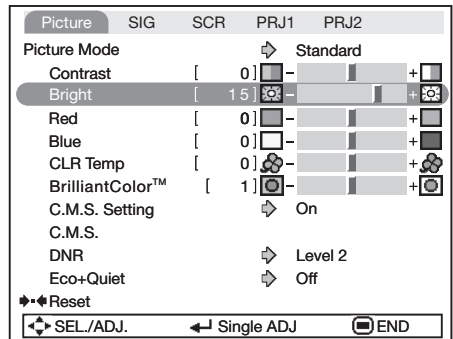 Picture SIG SCR PRJ1 PRJ2
Picture Mode Standard
Contrast [ 0] - +
Bright [ 15] - +
Red [ 0] - +
Blue [ 0] - +
CLR Temp [ 0] - +
BrilliantColor™ [ 1] - +
C.M.S. Setting On
C.M.S.
DNR Level 2
Eco+Quiet Off
Reset
SEL./ADJ. Single ADJ END